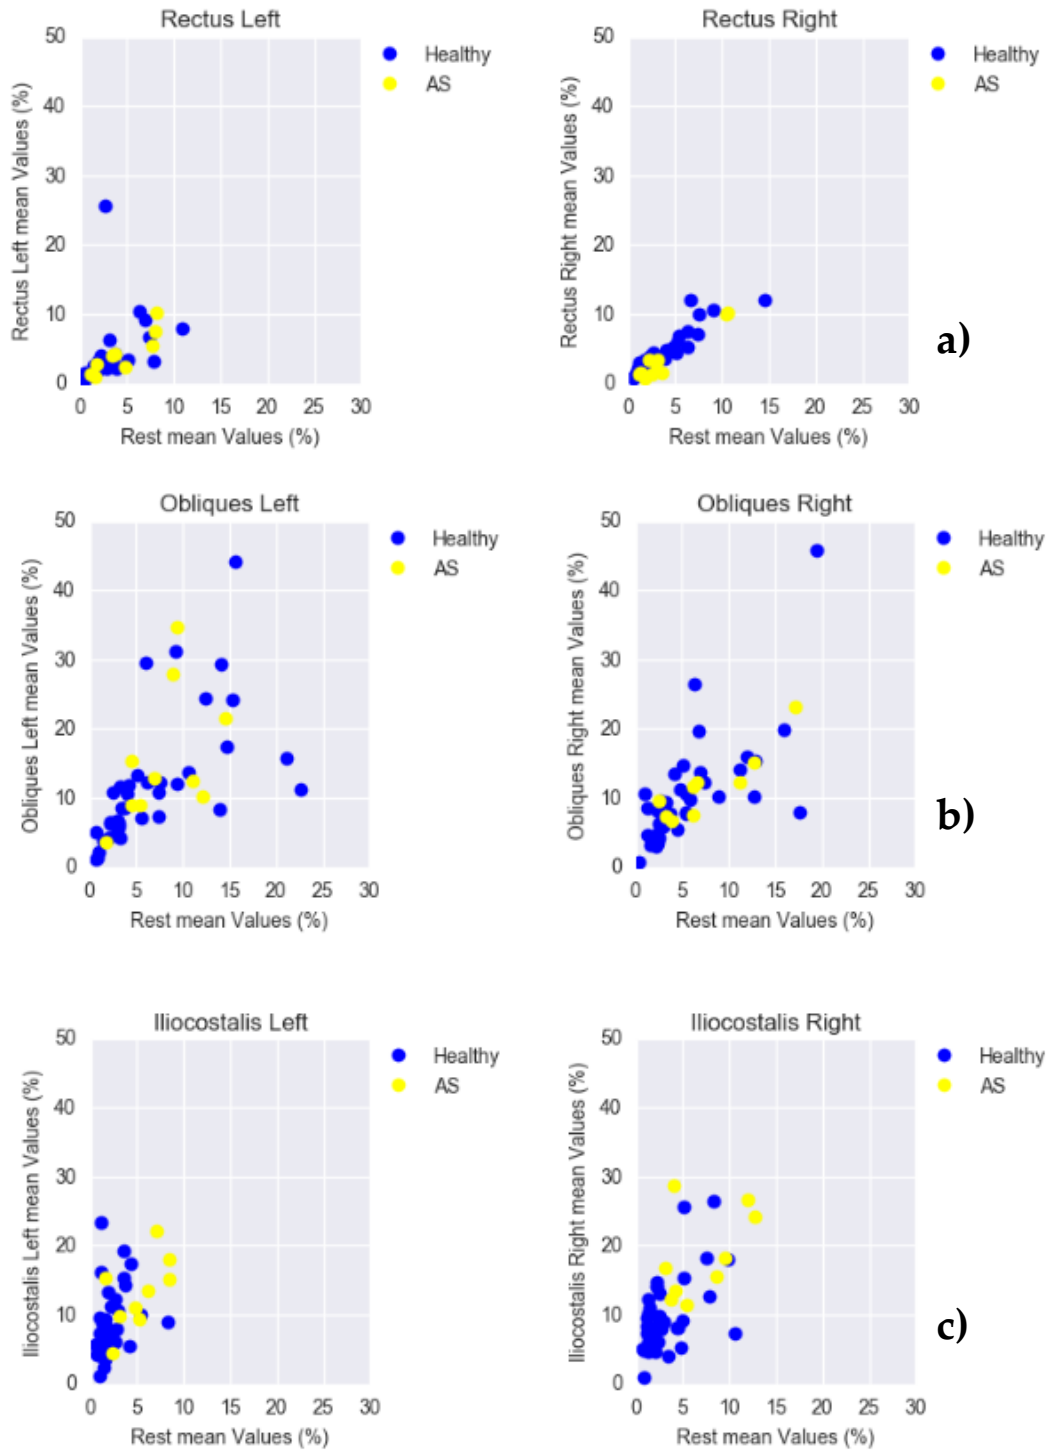 Rectus Left
Rectus Right
50
40
30
20
10
0
0 5 10 15 20 25 30
Rectus Left mean Values (%)
Rest mean Values (%)
Healthy
AS
50
40
30
20
10
0
0 5 10 15 20 25 30
Rectus Right mean Values (%)
Rest mean Values (%)
Healthy
AS
a)
Obliques Left
Obliques Right
50
40
30
20
10
0
0 5 10 15 20 25 30
Obliques Left mean Values (%)
Rest mean Values (%)
Healthy
AS
50
40
30
20
10
0
0 5 10 15 20 25 30
Obliques Right mean Values (%)
Rest mean Values (%)
Healthy
AS
b)
Iliocostalis Left
Iliocostalis Right
50
40
30
20
10
0
0 5 10 15 20 25 30
Iliocostalis Left mean Values (%)
Rest mean Values (%)
Healthy
AS
50
40
30
20
10
0
0 5 10 15 20 25 30
Iliocostalis Right mean Values (%)
Rest mean Values (%)
Healthy
AS
c)